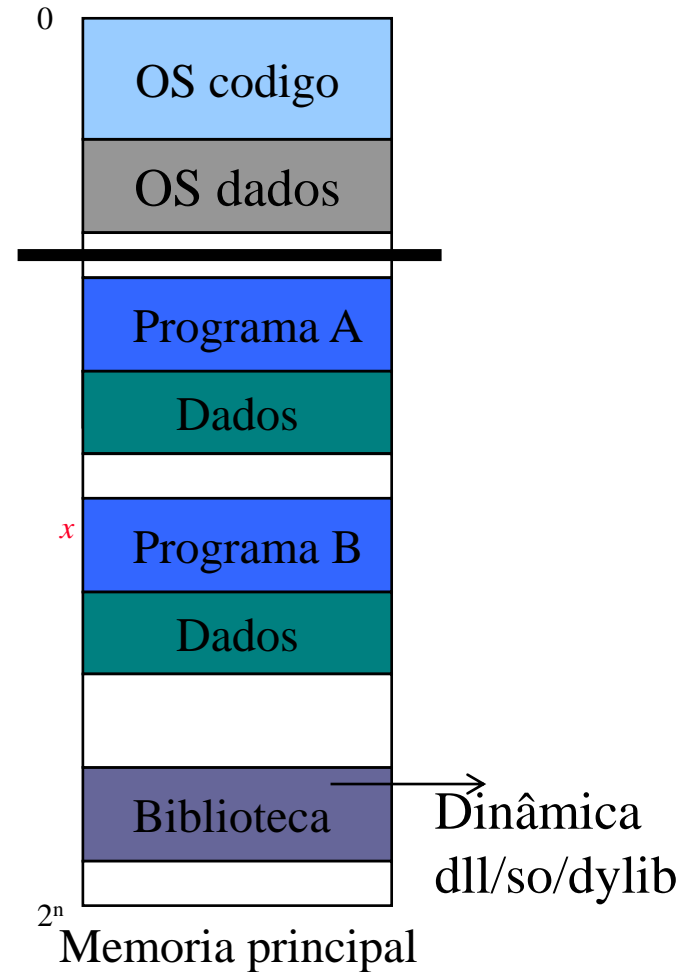 0
OS codigo
OS dados
Programa A
Dados
x
Programa B
Dados
Biblioteca
Dinâmica
dll/so/dylib
2ⁿ
Memoria principal